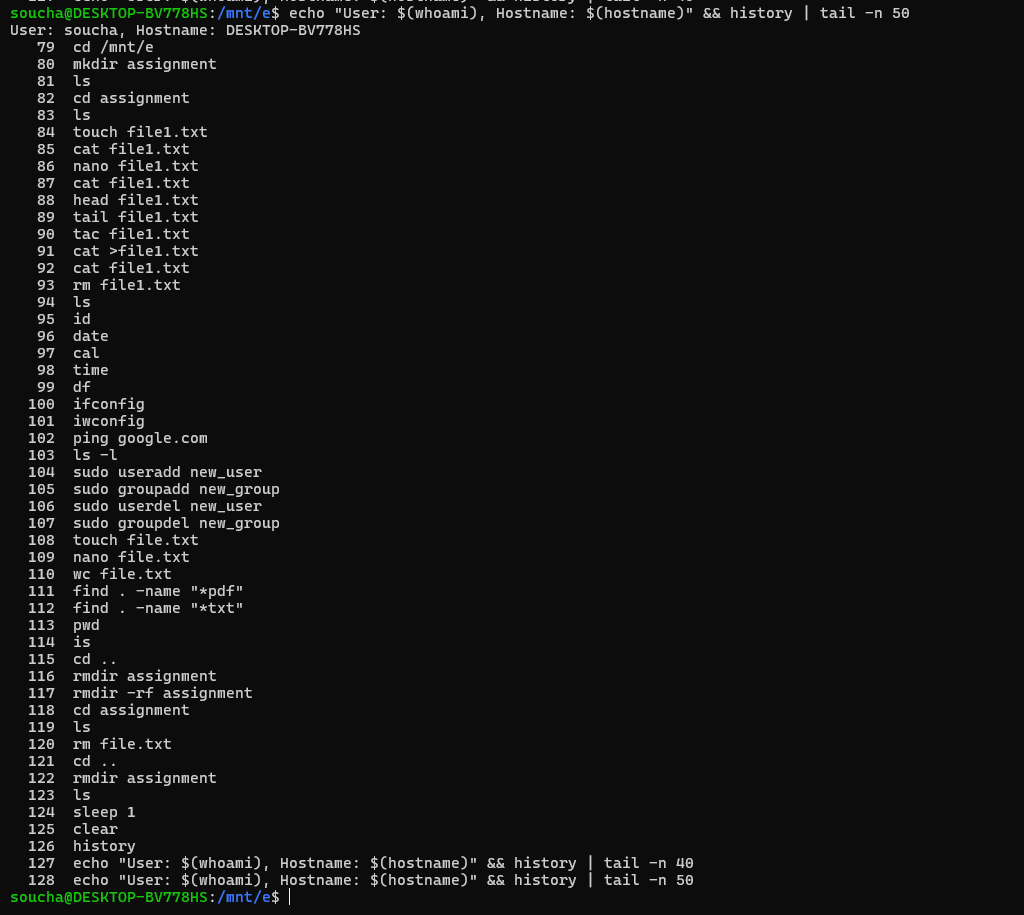 soucha@DESKTOP-BV778HS:/mnt/e$ echo "User: $(whoami), Hostname: $(hostname)" && history | tail -n 50
User: soucha, Hostname: DESKTOP-BV778HS
79 cd /mnt/e
80 mkdir assignment
81 ls
82 cd assignment
83 ls
84 touch file1.txt
85 cat file1.txt
86 nano file1.txt
87 cat file1.txt
88 head file1.txt
89 tail file1.txt
90 tac file1.txt
91 cat >file1.txt
92 cat file1.txt
93 rm file1.txt
94 ls
95 id
96 date
97 cal
98 time
99 df
100 ifconfig
101 iwconfig
102 ping google.com
103 ls -l
104 sudo useradd new_user
105 sudo groupadd new_group
106 sudo userdel new_user
107 sudo groupdel new_group
108 touch file.txt
109 nano file.txt
110 wc file.txt
111 find . -name "*pdf"
112 find . -name "*txt"
113 pwd
114 is
115 cd ..
116 rmdir assignment
117 rmdir -rf assignment
118 cd assignment
119 ls
120 rm file.txt
121 cd ..
122 rmdir assignment
123 ls
124 sleep 1
125 clear
126 history
127 echo "User: $(whoami), Hostname: $(hostname)" && history | tail -n 40
128 echo "User: $(whoami), Hostname: $(hostname)" && history | tail -n 50
soucha@DESKTOP-BV778HS:/mnt/e$